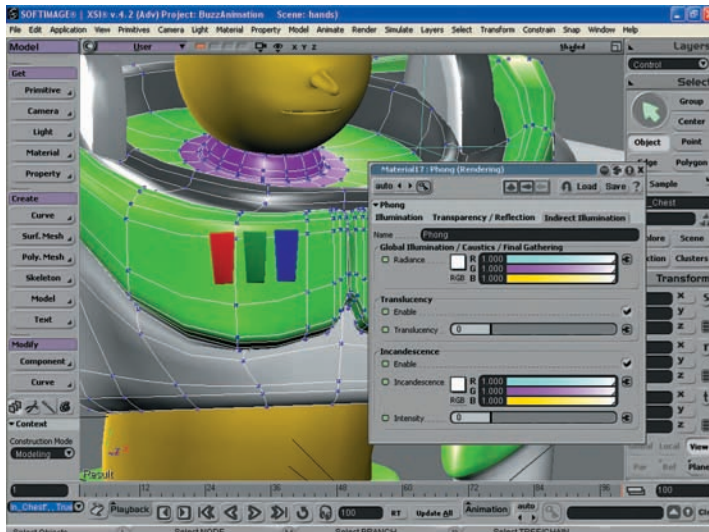 SOFTIMAGE® | XSI® v.4.2 (Adv) Project: BuzzAnimation Scene: hands)
File Edit Application View Primitives Camera Light Material Property Model Animate Render Simulate Layers Select Transform Constrain Snap Window Help
Model
User
X Y Z
Shaded
Layers
Control
Get
Primitive
Camera
Light
Material
Property
Create
Curve
Surf. Mesh
Poly. Mesh
Skeleton
Model
Text
Modify
Component
Curve
Context
Construction Mode
Modeling
Select
Group
Center
Object
Point
Edge
Polygon
Sample
_Chest
plore
Scene
ction
Clusters
Transform
x
y
z
x
y
z
x
y
z
Local
View
Par
Ref
Plane
Material17: Phong (Rendering)
auto
Load Save ?
Phong
Illumination Transparency / Reflection Indirect Illumination
Name Phong
Global Illumination / Caustics / Final Gathering
Radiance
R 1.000
G 1.000
RGB B 1.000
Translucency
Enable
Translucency 0
Incandescence
Enable
Incandescence
R 1.000
G 1.000
RGB B 1.000
Intensity 0
Result
1 12 24 36 48 60 72 84 96 100
in_Chest', 'True
Playback
100
RT
Update All
Animation
auto
Select Objects
Select NODE
Select BRANCH
Select TREE/CHAIN